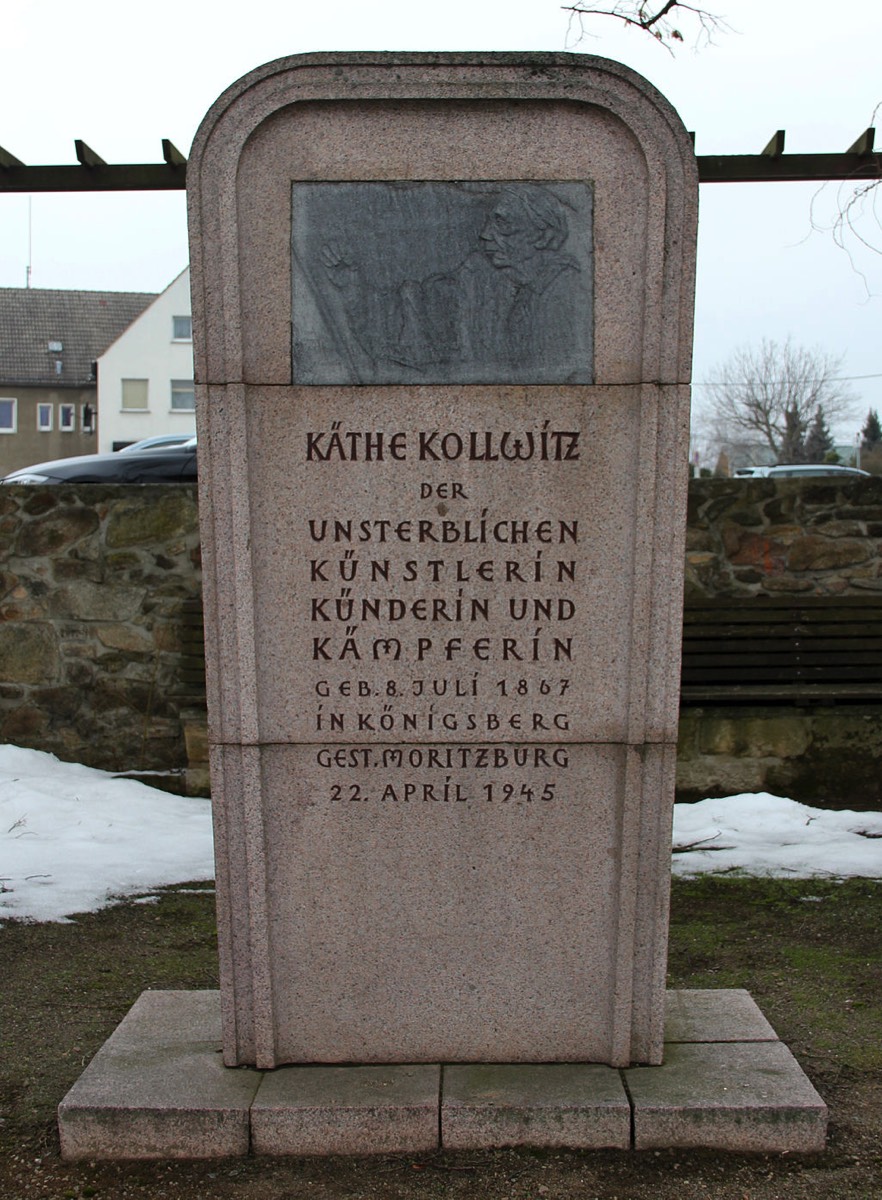 KÄTHE KOLLWITZ
DER
UNSTERBLICHEN
KÜNSTLERIN
KÜNDERIN UND
KÄMPFERIN
GEB. 8. JULI 1867
IN KÖNIGSBERG
GEST. MORITZBURG
22. APRIL 1945